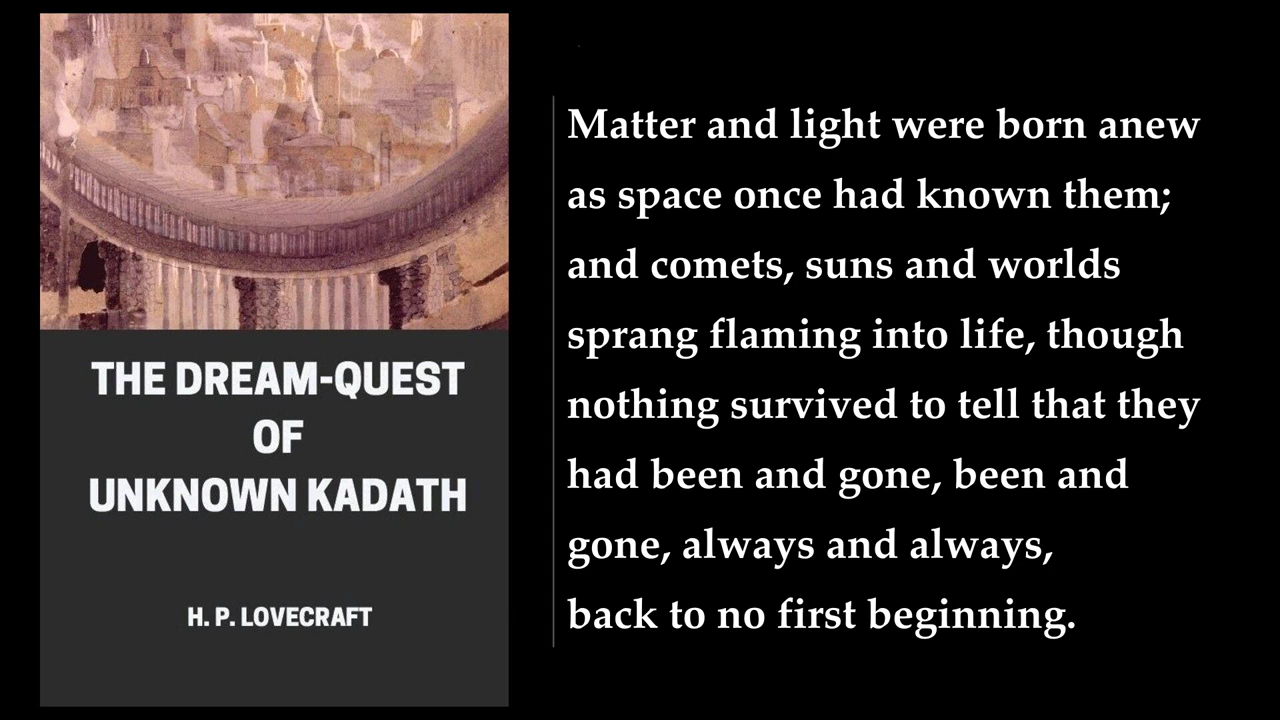 THE DREAM-QUEST
OF
UNKNOWN KADATH
H. P. LOVECRAFT
Matter and light were born anew
as space once had known them;
and comets, suns and worlds
sprang flaming into life, though
nothing survived to tell that they
had been and gone, been and
gone, always and always,
back to no first beginning.